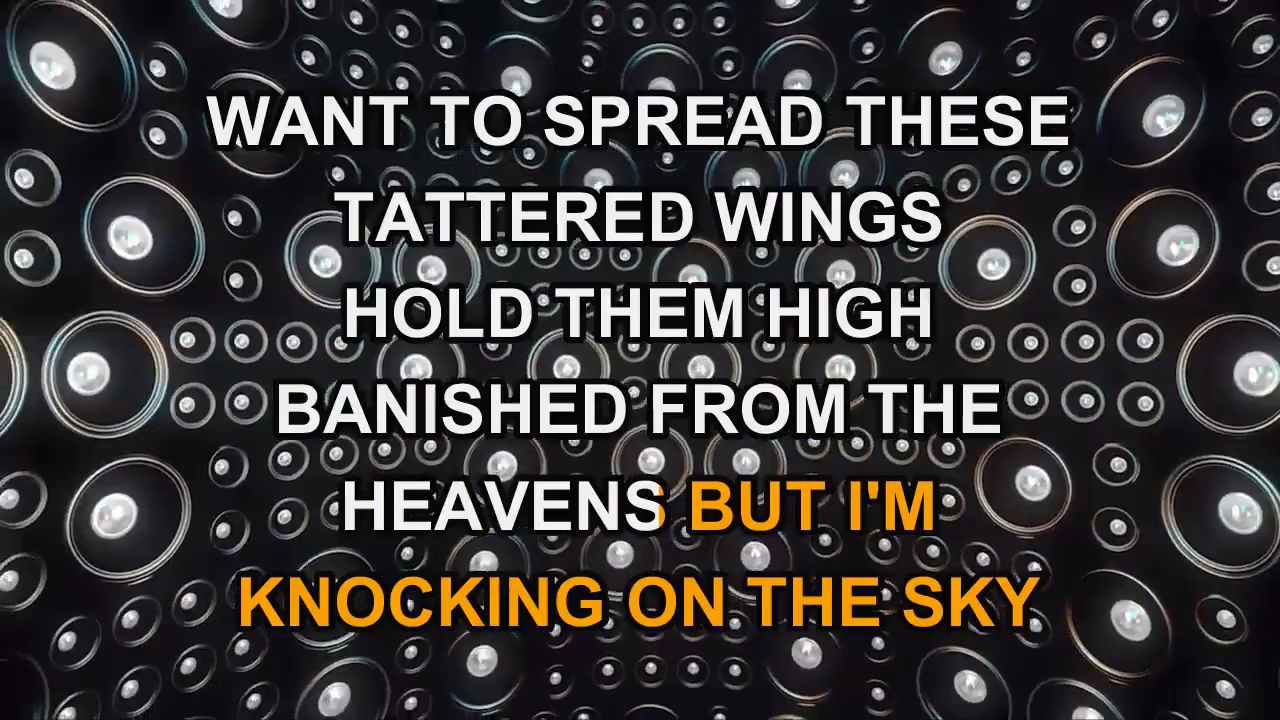 WANT TO SPREAD THESE
TATTERED WINGS
HOLD THEM HIGH
BANISHED FROM THE
HEAVENS BUT I'M
KNOCKING ON THE SKY